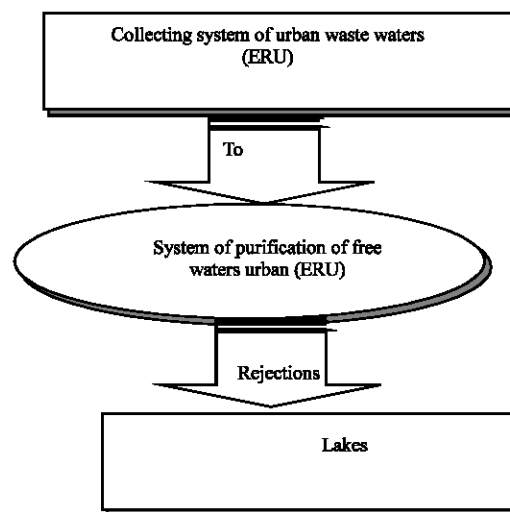 Collecting system of urban waste waters
(ERU)
To
System of purification of free
waters urban (ERU)
Rejections
Lakes